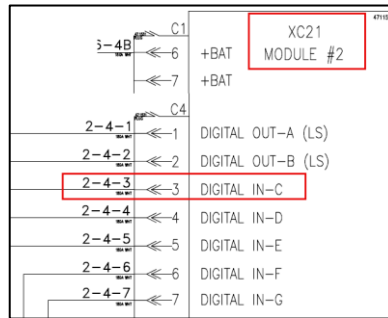 C1
XC21
MODULE #2
5-4B
6 +BAT
7 +BAT
C4
2-4-1 1 DIGITAL OUT-A (LS)
2-4-2 2 DIGITAL OUT-B (LS)
2-4-3 3 DIGITAL IN-C
2-4-4 4 DIGITAL IN-D
2-4-5 5 DIGITAL IN-E
2-4-6 6 DIGITAL IN-F
2-4-7 7 DIGITAL IN-G